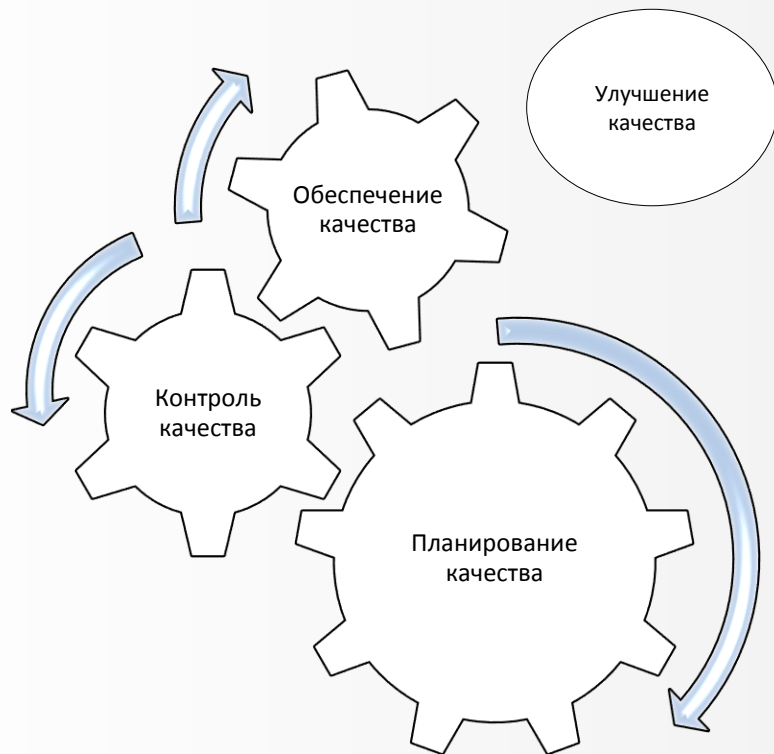 Улучшение
качества
Обеспечение
качества
Контроль
качества
Планирование
качества